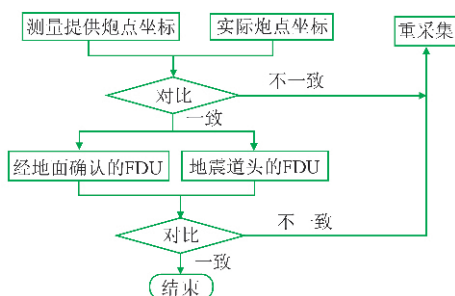 测量提供炮点坐标
实际炮点坐标
重采集
对比
不一致
一致
经地面确认的FDU
地震道头的FDU
对比
不一致
一致
结束